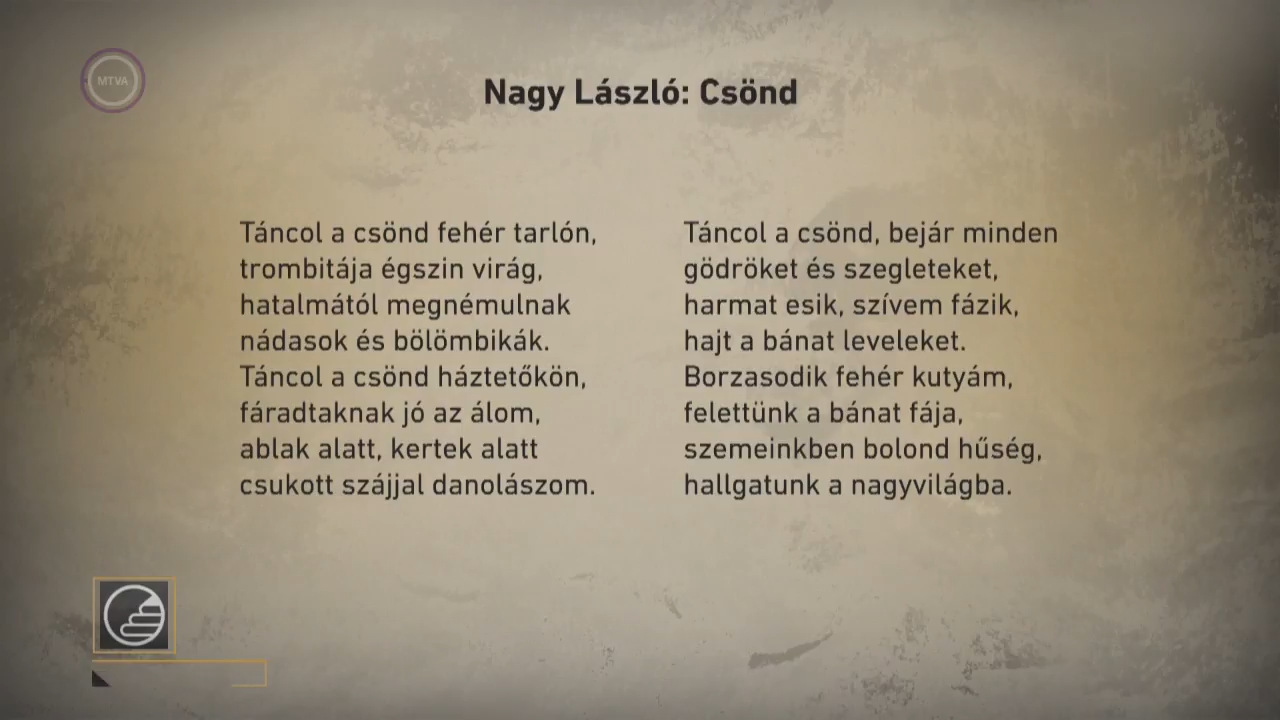 MTVA
Nagy László: Csönd
Táncol a csönd fehér tarlón,
trombitája égszin virág,
hatalmától megnémulnak
nádasok és bölömbikák.
Táncol a csönd háztetőkön,
fáradtaknak jó az álom,
ablak alatt, kertek alatt
csukott szájjal danolászom.
Táncol a csönd, bejár minden
gödröket és szegleteket,
harmat esik, szívem fázik,
hajt a bánat leveleket.
Borzasodik fehér kutyám,
felettünk a bánat fája,
szemeinkben bolond hűség,
hallgatunk a nagyvilágba.